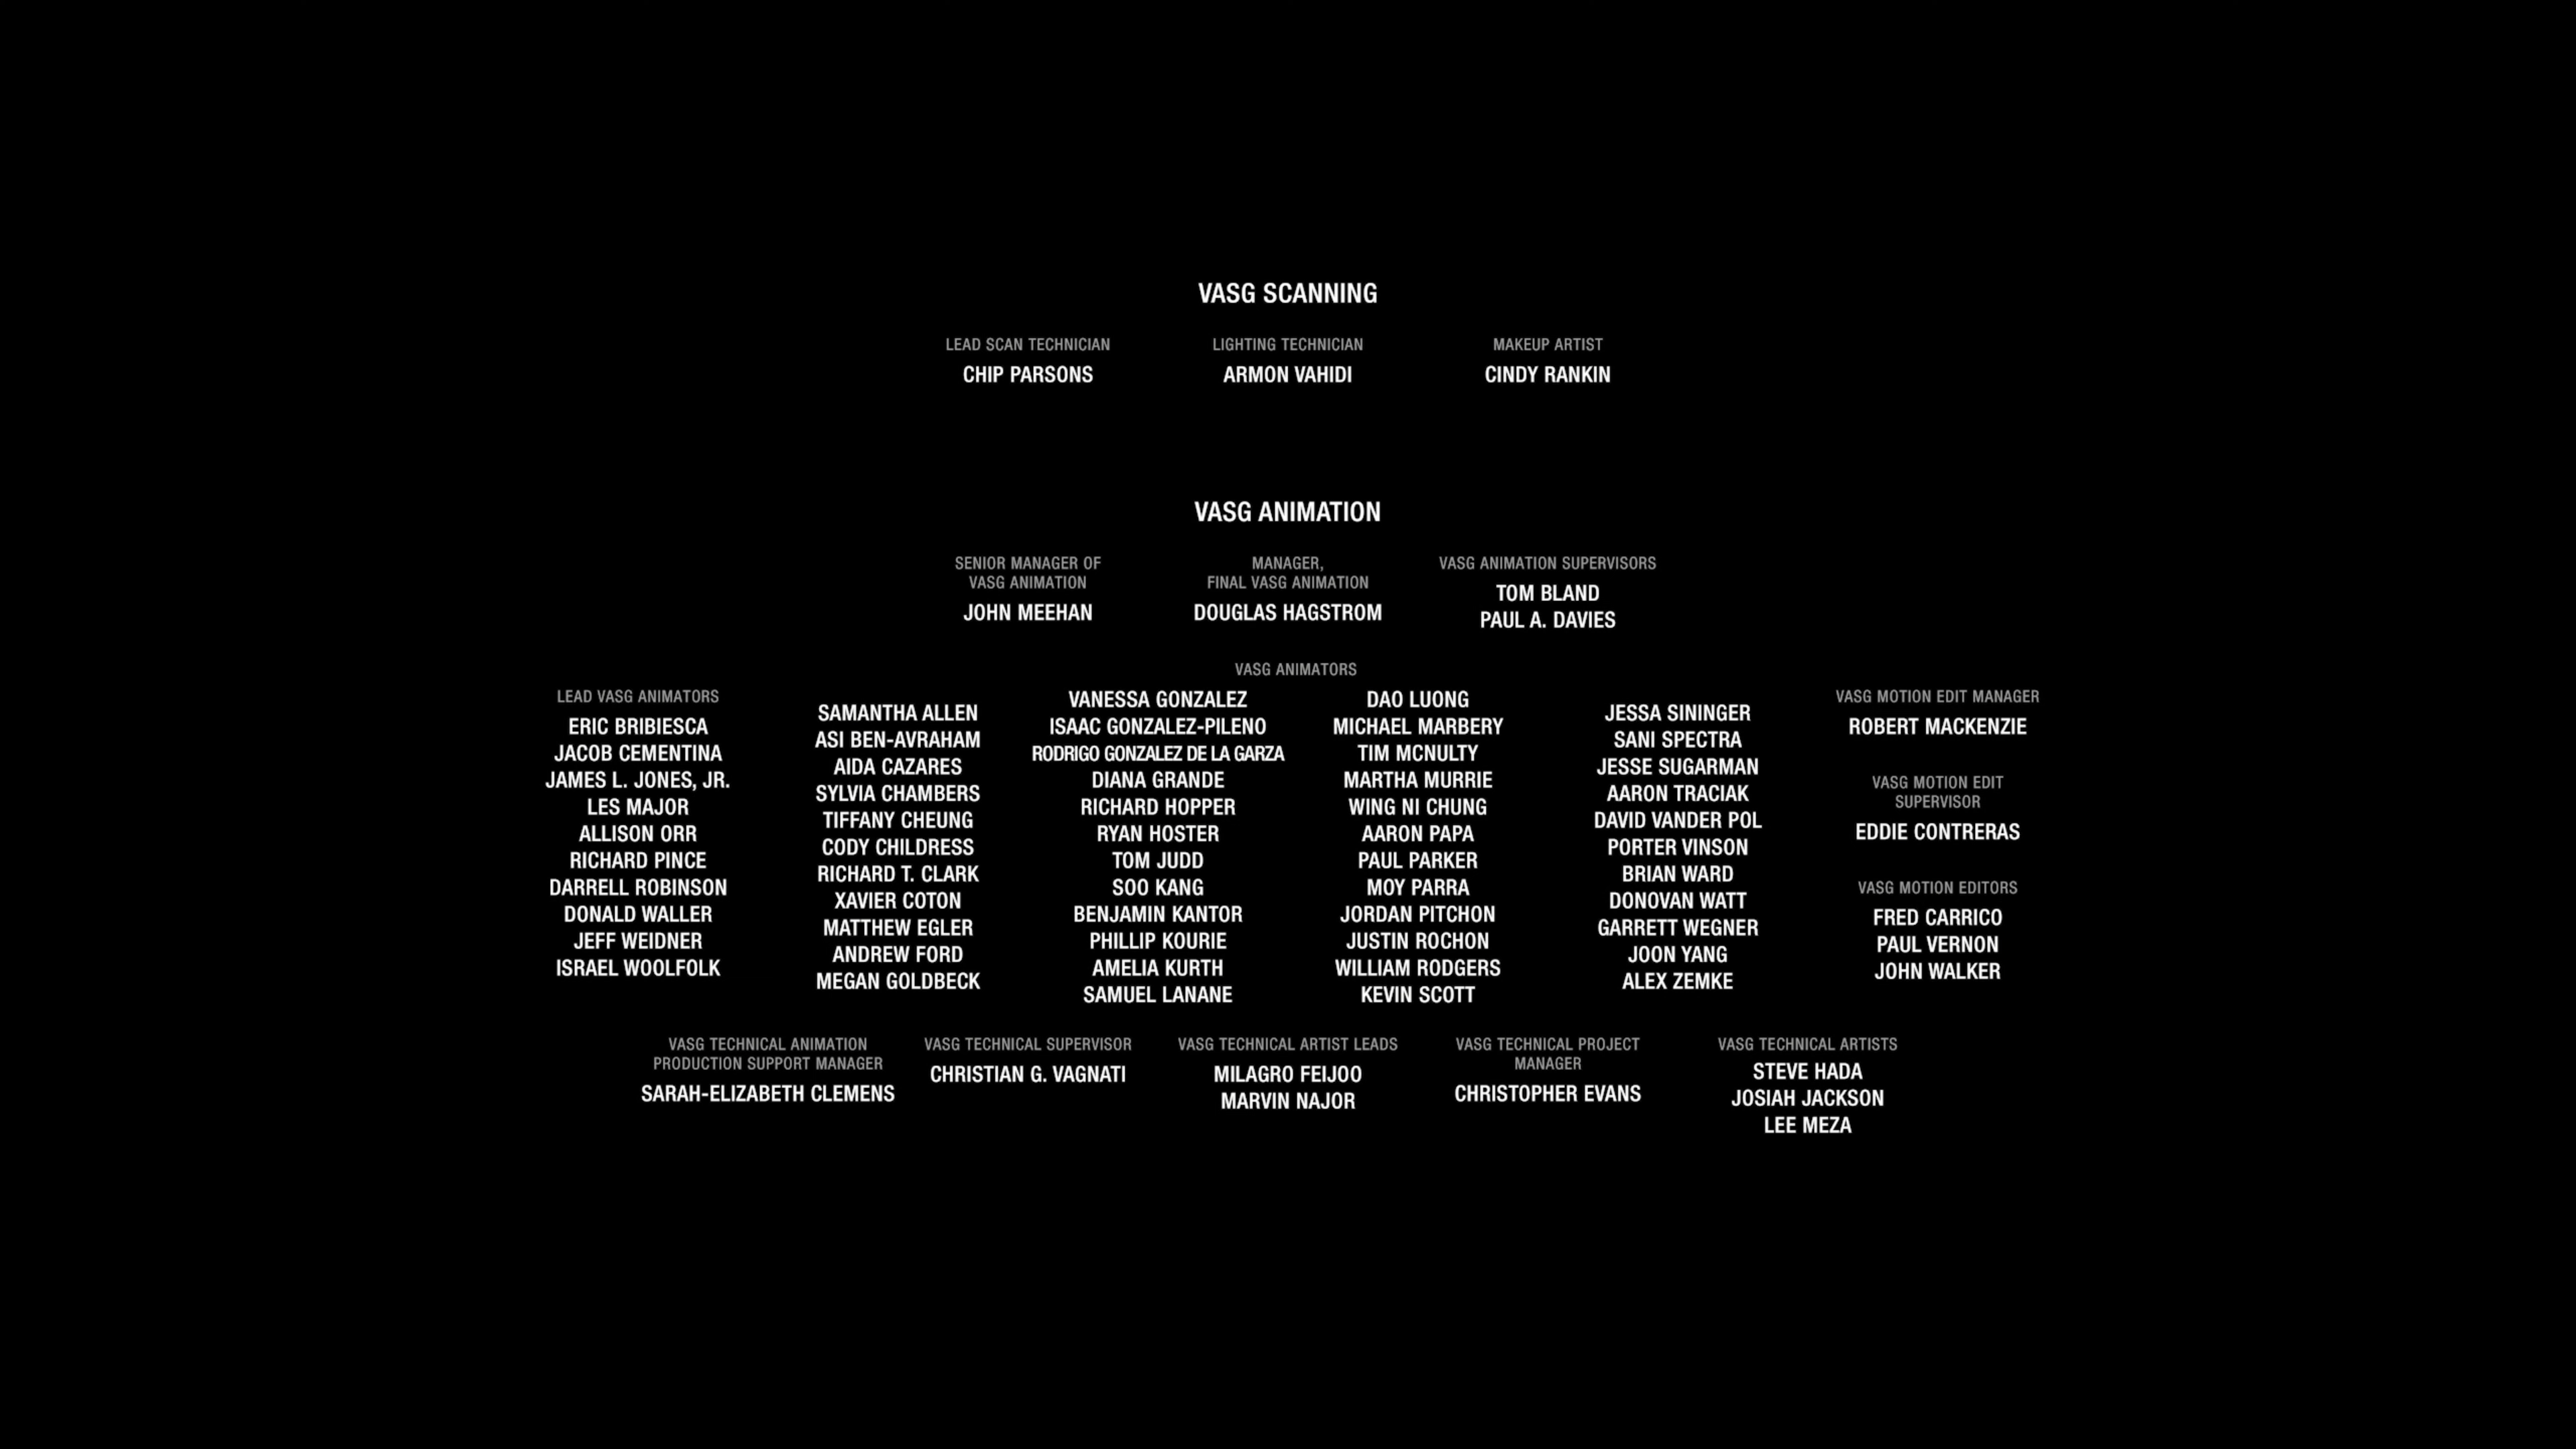 VASG SCANNING
LEAD SCAN TECHNICIAN
CHIP PARSONS
LIGHTING TECHNICIAN
ARMON VAHIDI
MAKEUP ARTIST
CINDY RANKIN
VASG ANIMATION
SENIOR MANAGER OF
VASG ANIMATION
JOHN MEEHAN
MANAGER,
FINAL VASG ANIMATION
DOUGLAS HAGSTROM
VASG ANIMATION SUPERVISORS
TOM BLAND
PAUL A. DAVIES
LEAD VASG ANIMATORS
ERIC BRIBIESCA
JACOB CEMENTINA
JAMES L. JONES, JR.
LES MAJOR
ALLISON ORR
RICHARD PINCE
DARRELL ROBINSON
DONALD WALLER
JEFF WEIDNER
ISRAEL WOOLFOLK
VASG ANIMATORS
SAMANTHA ALLEN
ASI BEN-AVRAHAM
AIDA CAZARES
SYLVIA CHAMBERS
TIFFANY CHEUNG
CODY CHILDRESS
RICHARD T. CLARK
XAVIER COTON
MATTHEW EGLER
ANDREW FORD
MEGAN GOLDBECK
VANESSA GONZALEZ
ISAAC GONZALEZ-PILENO
RODRIGO GONZALEZ DE LA GARZA
DIANA GRANDE
RICHARD HOPPER
RYAN HOSTER
TOM JUDD
SOO KANG
BENJAMIN KANTOR
PHILLIP KOURIE
AMELIA KURTH
SAMUEL LANANE
DAO LUONG
MICHAEL MARBERY
TIM MCNULTY
MARTHA MURRIE
WING NI CHUNG
AARON PAPA
PAUL PARKER
MOY PARRA
JORDAN PITCHON
JUSTIN ROCHON
WILLIAM RODGERS
KEVIN SCOTT
JESSA SININGER
SANI SPECTRA
JESSE SUGARMAN
AARON TRACIAK
DAVID VANDER POL
PORTER VINSON
BRIAN WARD
DONOVAN WATT
GARRETT WEGNER
JOON YANG
ALEX ZEMKE
VASG MOTION EDIT MANAGER
ROBERT MACKENZIE
VASG MOTION EDIT
SUPERVISOR
EDDIE CONTRERAS
VASG MOTION EDITORS
FRED CARRICO
PAUL VERNON
JOHN WALKER
VASG TECHNICAL ANIMATION
PRODUCTION SUPPORT MANAGER
SARAH-ELIZABETH CLEMENS
VASG TECHNICAL SUPERVISOR
CHRISTIAN G. VAGNATI
VASG TECHNICAL ARTIST LEADS
MILAGRO FEIJOO
MARVIN NAJOR
VASG TECHNICAL PROJECT
MANAGER
CHRISTOPHER EVANS
VASG TECHNICAL ARTISTS
STEVE HADA
JOSIAH JACKSON
LEE MEZA